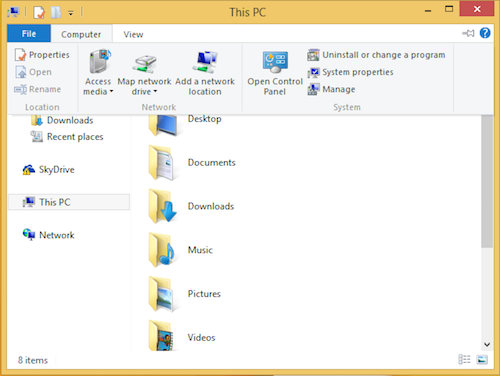 This PC
File Computer View
Properties
Open
Rename
Location
Access media
Map network drive
Add a network location
Network
Open Control Panel
Uninstall or change a program
System properties
Manage
System
Downloads
Recent places
SkyDrive
This PC
Network
Desktop
Documents
Downloads
Music
Pictures
Videos
8 items